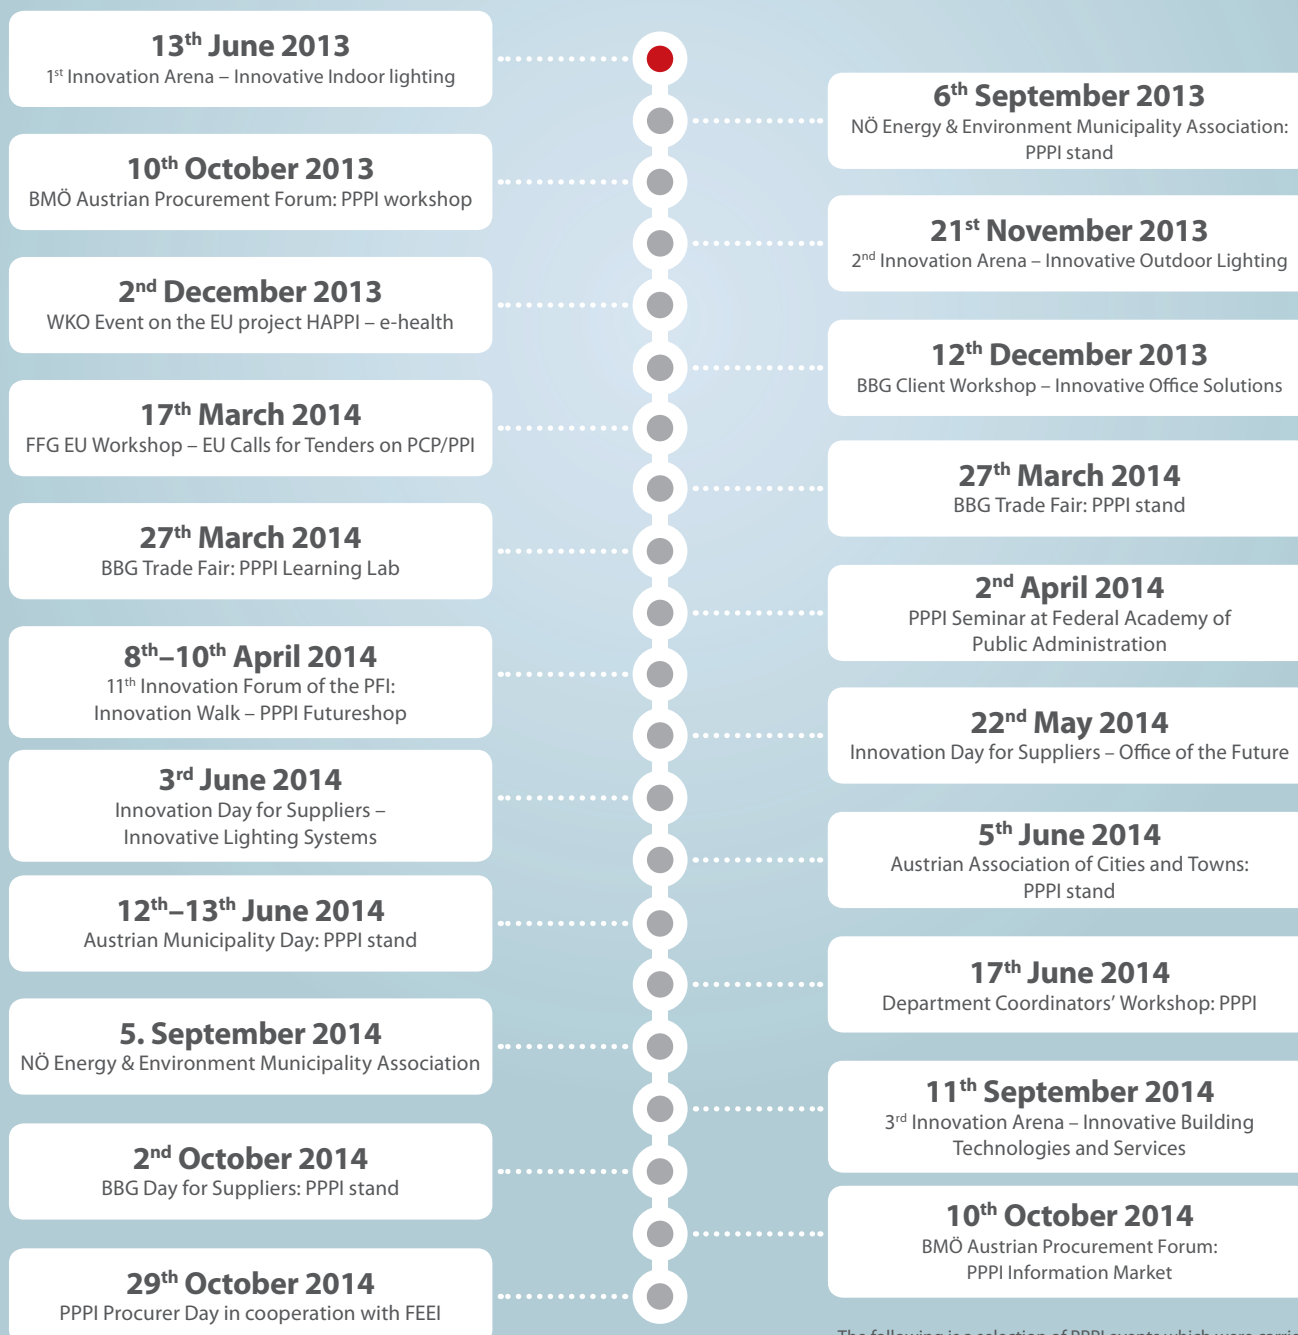 13th June 2013
1st Innovation Arena – Innovative Indoor lighting
6th September 2013
NÖ Energy & Environment Municipality Association:
PPPI stand
10th October 2013
BMÖ Austrian Procurement Forum: PPPI workshop
21st November 2013
2nd Innovation Arena – Innovative Outdoor Lighting
2nd December 2013
WKO Event on the EU project HAPPI – e-health
12th December 2013
BBG Client Workshop – Innovative Office Solutions
17th March 2014
FFG EU Workshop – EU Calls for Tenders on PCP/PPI
27th March 2014
BBG Trade Fair: PPPI stand
27th March 2014
BBG Trade Fair: PPPI Learning Lab
2nd April 2014
PPPI Seminar at Federal Academy of
Public Administration
8th–10th April 2014
11th Innovation Forum of the PFI:
Innovation Walk – PPPI Futureshop
22nd May 2014
Innovation Day for Suppliers – Office of the Future
3rd June 2014
Innovation Day for Suppliers –
Innovative Lighting Systems
5th June 2014
Austrian Association of Cities and Towns:
PPPI stand
12th–13th June 2014
Austrian Municipality Day: PPPI stand
17th June 2014
Department Coordinators’ Workshop: PPPI
5. September 2014
NÖ Energy & Environment Municipality Association
11th September 2014
3rd Innovation Arena – Innovative Building
Technologies and Services
2nd October 2014
BBG Day for Suppliers: PPPI stand
10th October 2014
BMÖ Austrian Procurement Forum:
PPPI Information Market
29th October 2014
PPPI Procurer Day in cooperation with FEEI
The following is a selection of PPPI events which were